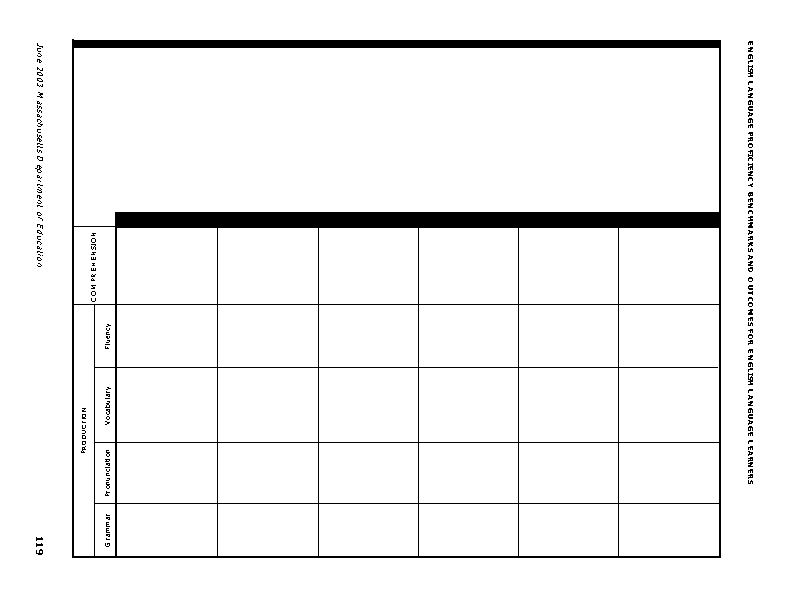 ENGLISH LANGUAGE PROFICIENCY BENCHMARKS AND OUTCOMES FOR ENGLISH LANGUAGE LEARNERS
COMPREHENSION
PRODUCTION
Fluency
Vocabulary
Pronunciation
Grammar
June 2003 Massachusetts Department of Education
119